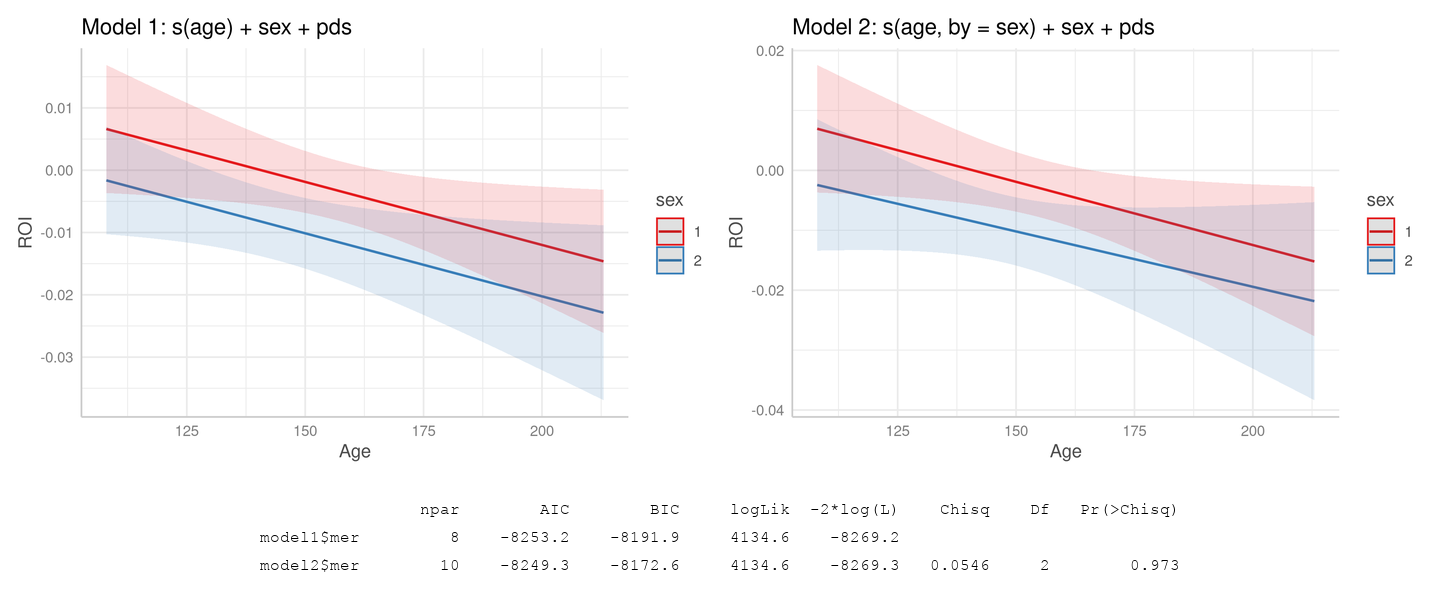 Model 1: s(age) + sex + pds
0.01
0.00
-0.01
-0.02
-0.03
ROI
125 150 175 200
Age
sex
1
2
Model 2: s(age, by = sex) + sex + pds
0.02
0.00
-0.02
-0.04
ROI
125 150 175 200
Age
sex
1
2
npar AIC BIC logLik -2*log(L) Chisq Df Pr(>Chisq)
model1$mer 8 -8253.2 -8191.9 4134.6 -8269.2
model2$mer 10 -8249.3 -8172.6 4134.6 -8269.3 0.0546 2 0.973